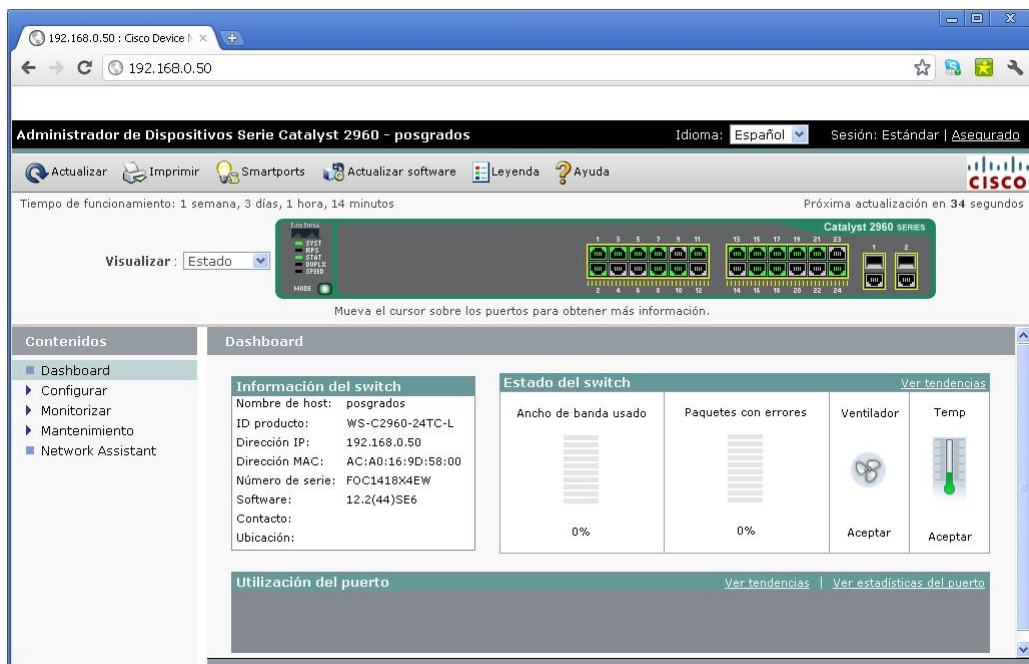 192.168.0.50 : Cisco Device M
192.168.0.50
Administrador de Dispositivos Serie Catalyst 2960 - posgrados
Idioma: Español
Sesión: Estándar | Asegurado
Actualizar Imprimir Smartports Actualizar software Leyenda Ayuda
CISCO
Tiempo de funcionamiento: 1 semana, 3 días, 1 hora, 14 minutos
Próxima actualización en 34 segundos
Visualizar : Estado
SYST
RPS
STAT
DUPLX
SPEED
MODE
Catalyst 2960 SERIES
1 3 5 7 9 11 13 15 17 19 21 23 1 2
2 4 6 8 10 12 14 16 18 20 22 24
Mueva el cursor sobre los puertos para obtener más información.
Contenidos
Dashboard
Configurar
Monitorizar
Mantenimiento
Network Assistant
Dashboard
Información del switch
Nombre de host: posgrados
ID producto: WS-C2960-24TC-L
Dirección IP: 192.168.0.50
Dirección MAC: AC:A0:16:9D:58:00
Número de serie: FOC1418X4EW
Software: 12.2(44)SE6
Contacto:
Ubicación:
Estado del switch
Ver tendencias
Ancho de banda usado Paquetes con errores Ventilador Temp
0% 0% Aceptar Aceptar
Utilización del puerto
Ver tendencias | Ver estadísticas del puerto